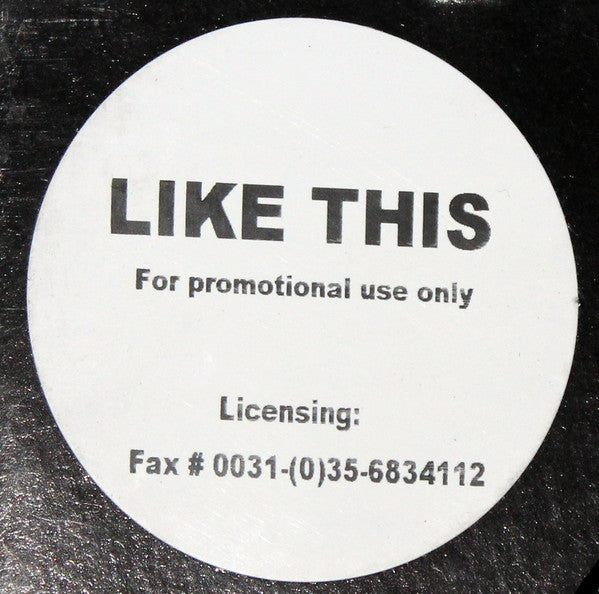 LIKE THIS
For promotional use only
Licensing:
Fax # 0031-(0)35-6834112